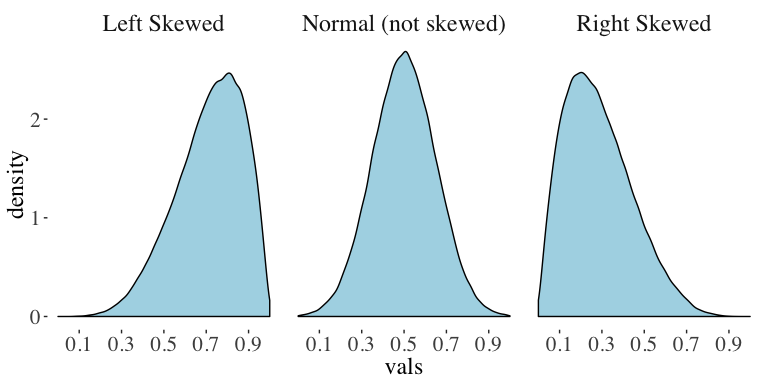 Left Skewed
Normal (not skewed)
Right Skewed
density
2
1
0
0.1 0.3 0.5 0.7 0.9
0.1 0.3 0.5 0.7 0.9
0.1 0.3 0.5 0.7 0.9
vals